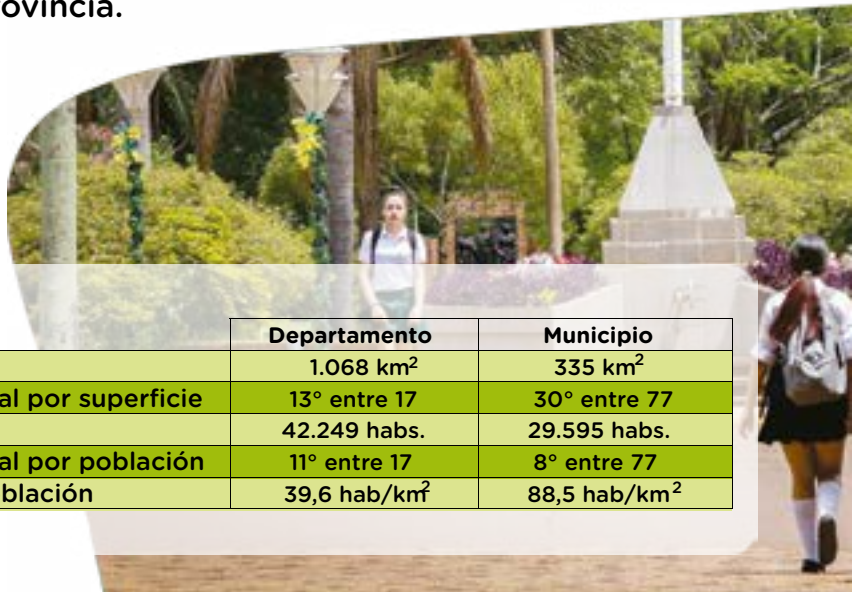 ovincia.
Departamento Municipio
1.068 km² 335 km²
al por superficie 13° entre 17 30° entre 77
42.249 habs. 29.595 habs.
al por población 11° entre 17 8° entre 77
blación 39,6 hab/km² 88,5 hab/km²